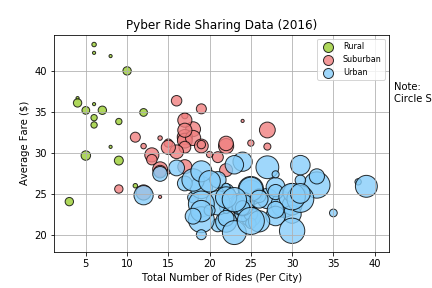 Pyber Ride Sharing Data (2016)
Rural
Suburban
Urban
Note:
Circle S
Average Fare ($)
40
35
30
25
20
5
10
15
20
25
30
35
40
Total Number of Rides (Per City)